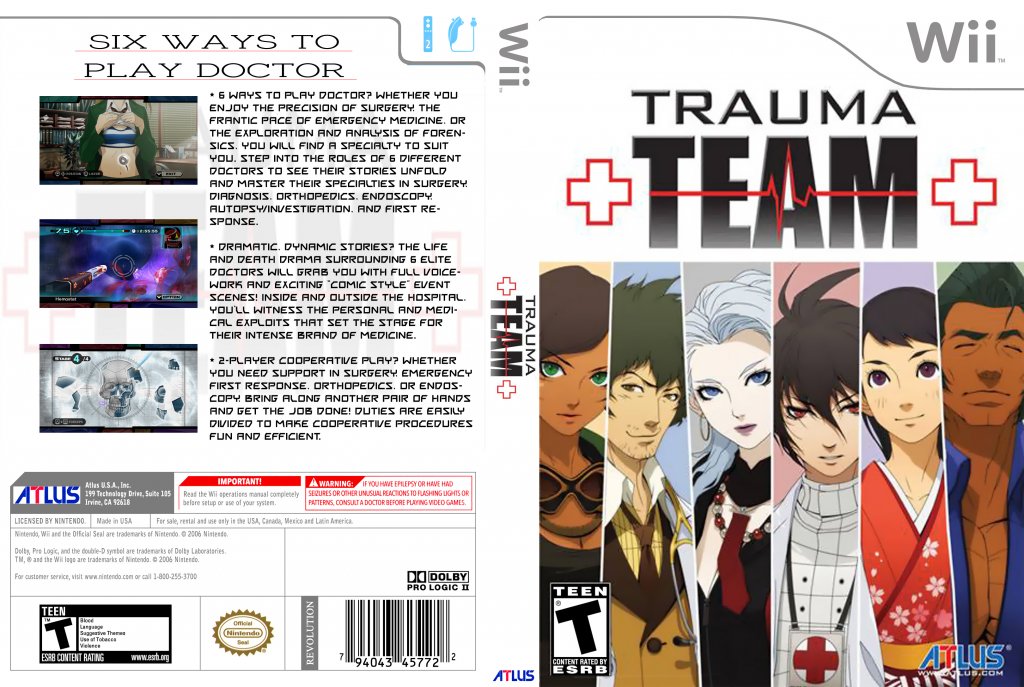 SIX WAYS TO
PLAY DOCTOR
* 6 WAYS TO PLAY DOCTOR? WHETHER YOU
ENJOY THE PRECISION OF SURGERY, THE
FRANTIC PACE OF EMERGENCY MEDICINE, OR
THE EXPLORATION AND ANALYSIS OF FOREN-
SICS, YOU WILL FIND A SPECIALTY TO SUIT
YOU. STEP INTO THE ROLES OF 6 DIFFERENT
DOCTORS TO SEE THEIR STORIES UNFOLD
AND MASTER THEIR SPECIALTIES IN SURGERY,
DIAGNOSIS, ORTHOPEDICS, ENDOSCOPY,
AUTOPSY/INVESTIGATION, AND FIRST RE-
SPONSE.
* DRAMATIC, DYNAMIC STORIES? THE LIFE
AND DEATH DRAMA SURROUNDING 6 ELITE
DOCTORS WILL GRAB YOU WITH FULL VOICE-
WORK AND EXCITING "COMIC STYLE" EVENT
SCENES! INSIDE AND OUTSIDE THE HOSPITAL,
YOU'LL WITNESS THE PERSONAL AND MEDI-
CAL EXPLOITS THAT SET THE STAGE FOR
THEIR INTENSE BRAND OF MEDICINE.
* 2-PLAYER COOPERATIVE PLAY? WHETHER
YOU NEED SUPPORT IN SURGERY, EMERGENCY
FIRST RESPONSE, ORTHOPEDICS, OR ENDOS-
COPY, BRING ALONG ANOTHER PAIR OF HANDS
AND GET THE JOB DONE! DUTIES ARE EASILY
DIVIDED TO MAKE COOPERATIVE PROCEDURES
FUN AND EFFICIENT.
2
75
2:55:55
Hemostat
STAGE 4/4
ATLUS
Atlus U.S.A., Inc.
199 Technology Drive, Suite 105
Irvine, CA 92618
IMPORTANT!
Read the Wii operations manual completely
before setup or use of your system.
WARNING: IF YOU HAVE EPILEPSY OR HAVE HAD
SEIZURES OR OTHER UNUSUAL REACTIONS TO FLASHING LIGHTS OR
PATTERNS, CONSULT A DOCTOR BEFORE PLAYING VIDEO GAMES.
LICENSED BY NINTENDO
Made in USA
For sale, rental and use only in the USA, Canada, Mexico and Latin America.
Nintendo, Wii and the Official Seal are trademarks of Nintendo. © 2006 Nintendo.
Dolby, Pro Logic, and the double-D symbol are trademarks of Dolby Laboratories.
TM, ® and the Wii logo are trademarks of Nintendo. © 2006 Nintendo.
For customer service, visit www.nintendo.com or call 1-800-255-3700
DOLBY
PRO LOGIC II
TEEN
T
Blood
Language
Suggestive Themes
Use of Tobacco
Violence
ESRB CONTENT RATING www.esrb.org
Official
Nintendo
Seal
REVOLUTION
7 94043 45772 2
Wii
TRAUMA
TEAM
ATLUS
Wii
TRAUMA
TEAM
TEEN
T
CONTENT RATED BY
ESRB
ATLUS
WWW.ATLUS.COM